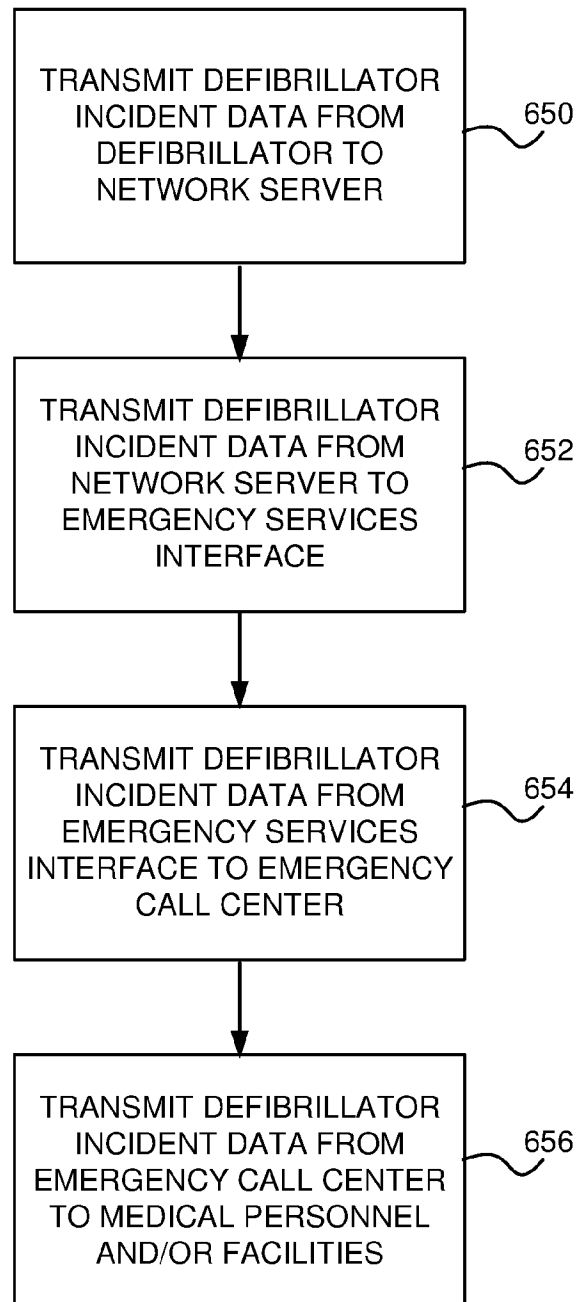 TRANSMIT DEFIBRILLATOR
INCIDENT DATA FROM
DEFIBRILLATOR TO
NETWORK SERVER
650
TRANSMIT DEFIBRILLATOR
INCIDENT DATA FROM
NETWORK SERVER TO
EMERGENCY SERVICES
INTERFACE
652
TRANSMIT DEFIBRILLATOR
INCIDENT DATA FROM
EMERGENCY SERVICES
INTERFACE TO EMERGENCY
CALL CENTER
654
TRANSMIT DEFIBRILLATOR
INCIDENT DATA FROM
EMERGENCY CALL CENTER
TO MEDICAL PERSONNEL
AND/OR FACILITIES
656